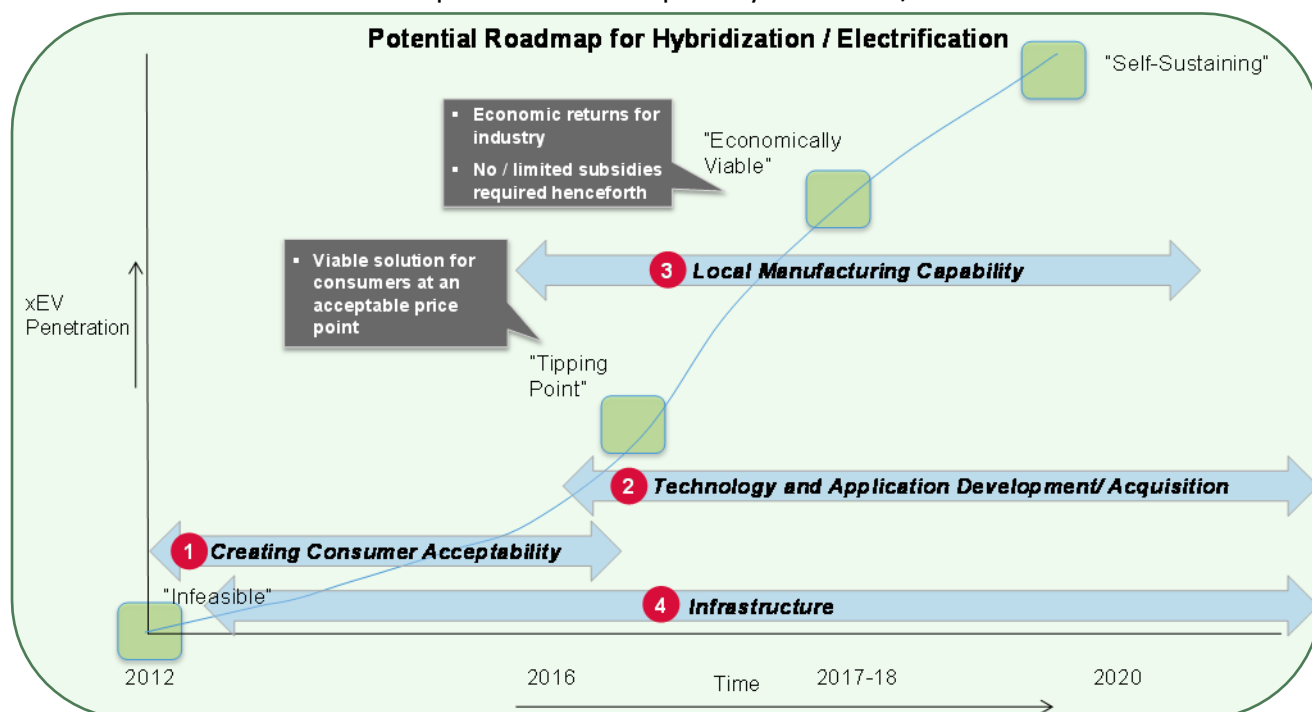 Potential Roadmap for Hybridization / Electrification
"Self-Sustaining"
▪ Economic returns for
industry
▪ No / limited subsidies
required henceforth
"Economically
Viable"
▪ Viable solution for
consumers at an
acceptable price
point
3 Local Manufacturing Capability
xEV
Penetration
"Tipping
Point"
2 Technology and Application Development/ Acquisition
1 Creating Consumer Acceptability
"Infeasible"
4 Infrastructure
2012
2016
Time
2017-18
2020